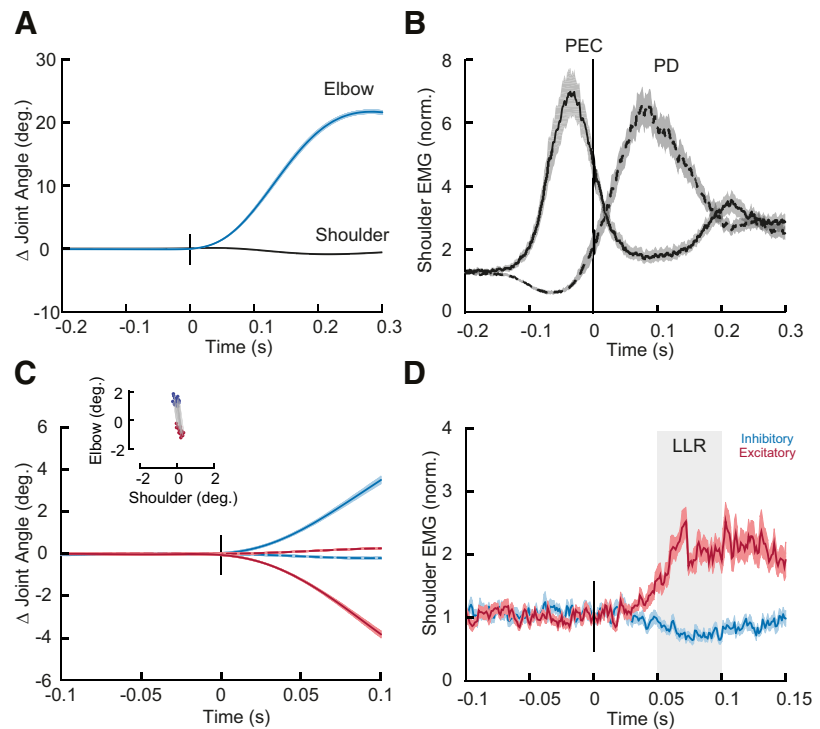 A
Δ Joint Angle (deg.)
30
20
10
0
-10
Elbow
Shoulder
-0.2
-0.1
0
0.1
0.2
0.3
Time (s)
B
Shoulder EMG (norm.)
8
6
4
2
0
PEC
PD
-0.2
-0.1
0
0.1
0.2
0.3
Time (s)
C
Δ Joint Angle (deg.)
6
4
2
0
-2
-4
-6
Elbow (deg.)
2
0
-2
-2
0
2
Shoulder (deg.)
-0.1
-0.05
0
0.05
0.1
Time (s)
D
Shoulder EMG (norm.)
4
3
2
1
0
LLR
Inhibitory
Excitatory
-0.1
-0.05
0
0.05
0.1
0.15
Time (s)